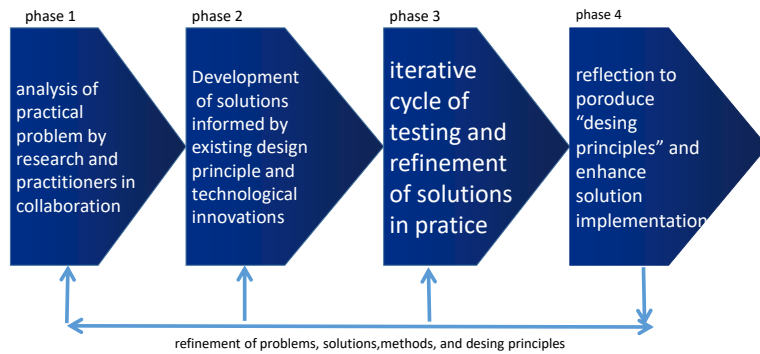 phase 1
phase 2
phase 3
phase 4
analysis of
practical
problem by
research and
practitioners in
collaboration
Development
of solutions
informed by
existing design
principle and
technological
innovations
iterative
cycle of
testing and
refinement
of solutions
in pratice
reflection to
poroduce
“desing
principles” and
enhance
solution
implementation
refinement of problems, solutions,methods, and desing principles